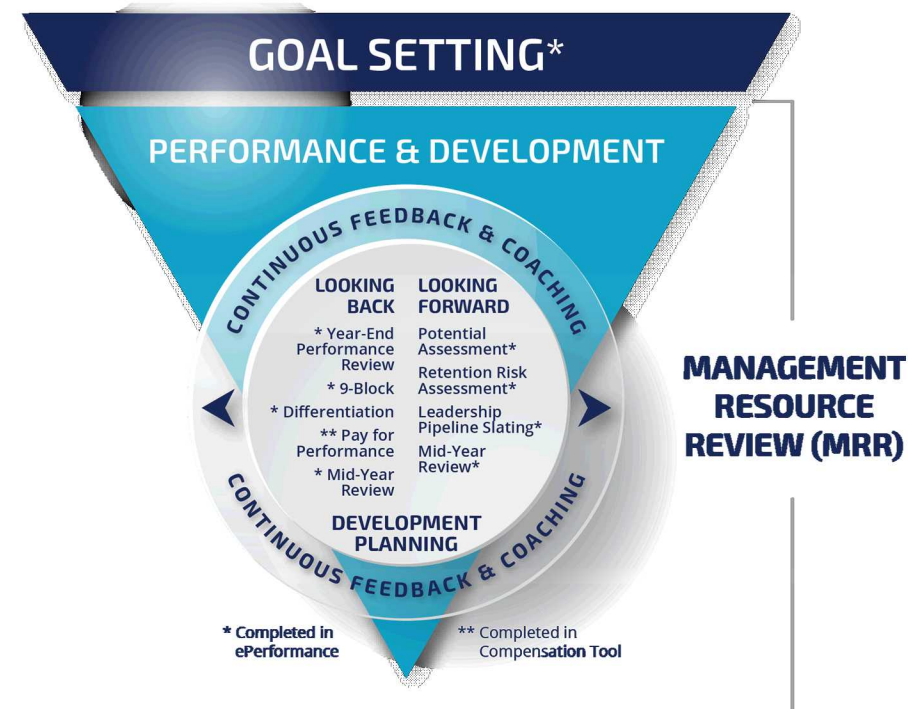 GOAL SETTING*
PERFORMANCE & DEVELOPMENT
CONTINUOUS FEEDBACK & COACHING
LOOKING
BACK
* Year-End
Performance
Review
* 9-Block
* Differentiation
** Pay for
Performance
* Mid-Year
Review
LOOKING
FORWARD
Potential
Assessment*
Retention Risk
Assessment*
Leadership
Pipeline Slating*
Mid-Year
Review*
DEVELOPMENT
PLANNING
CONTINUOUS FEEDBACK & COACHING
MANAGEMENT
RESOURCE
REVIEW (MRR)
* Completed in
ePerformance
** Completed in
Compensation Tool